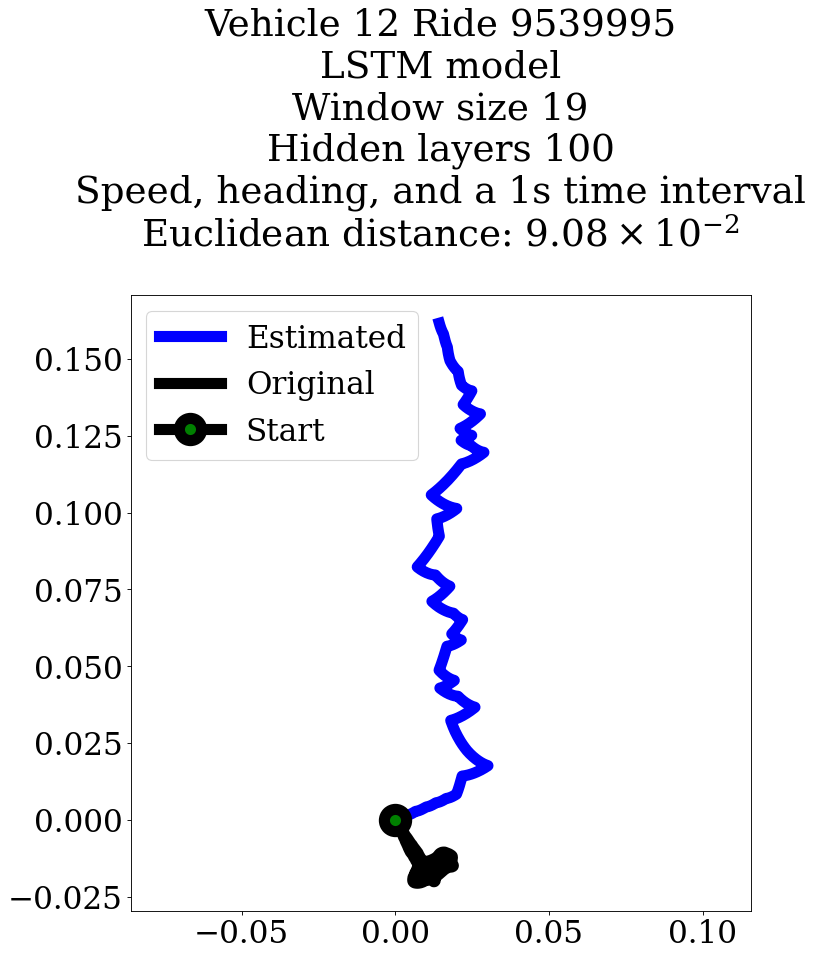 Vehicle 12 Ride 9539995
LSTM model
Window size 19
Hidden layers 100
Speed, heading, and a 1s time interval
Euclidean distance: 9.08 × 10⁻²
Estimated
Original
Start
0.150
0.125
0.100
0.075
0.050
0.025
0.000
−0.025
−0.05 0.00 0.05 0.10